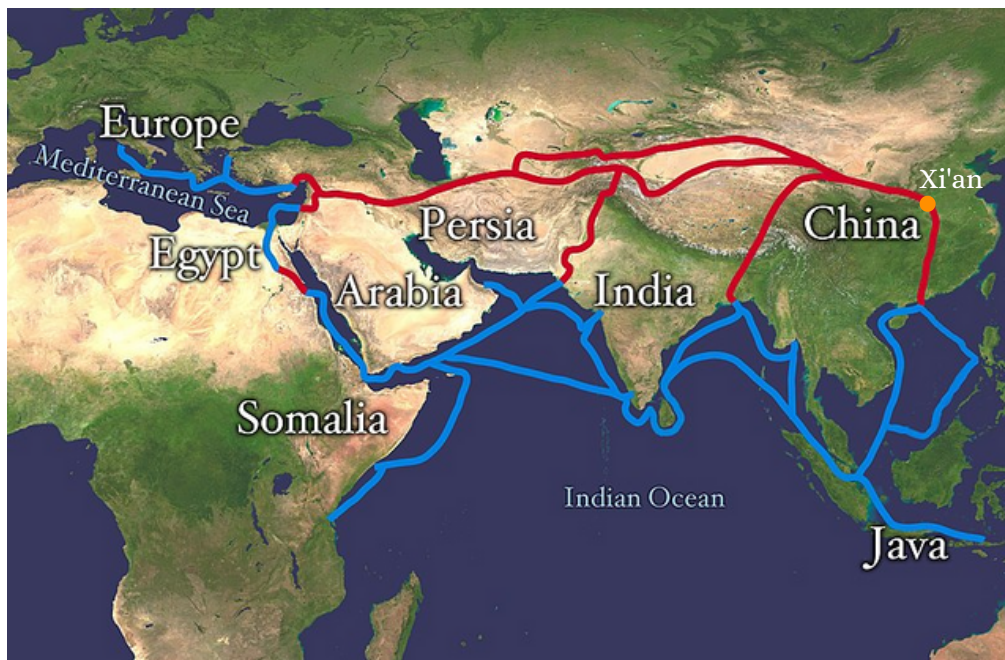 Europe
Mediterranean Sea
Xi'an
Persia
China
Egypt
Arabia
India
Somalia
Indian Ocean
Java